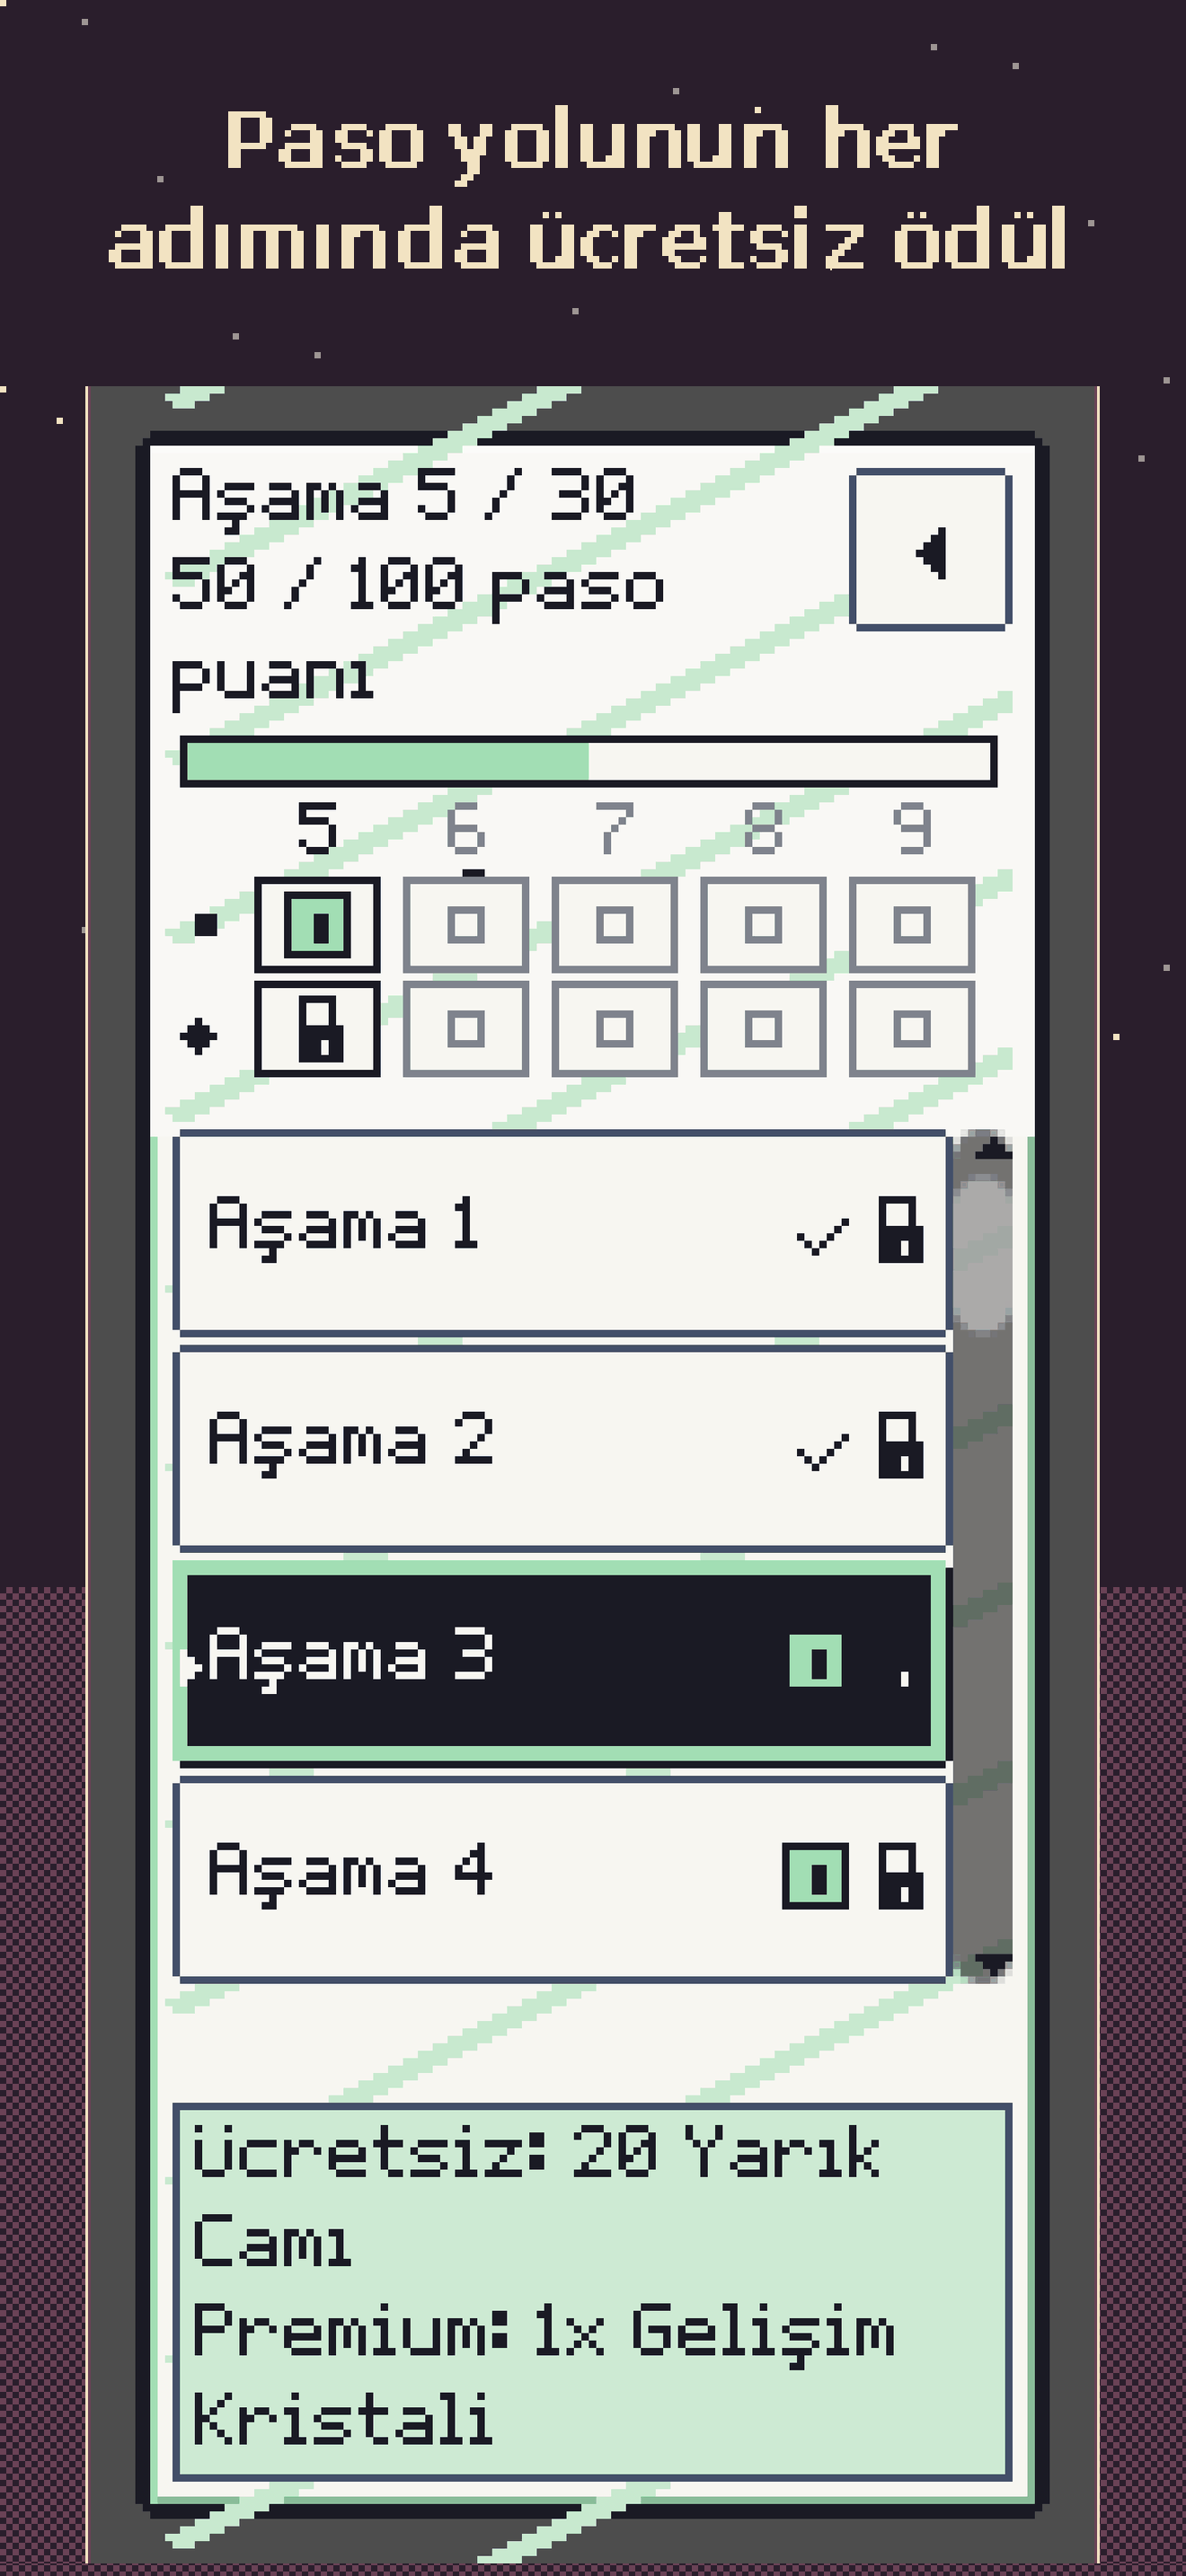 Paso yolunun her
adımında ücretsiz ödül
Aşama 5 / 30
50 / 100 paso
puanı
5 6 7 8 9
Aşama 1
Aşama 2
Aşama 3
Aşama 4
Ücretsiz: 20 Yarık
Camı
Premium: 1x Gelişim
Kristali